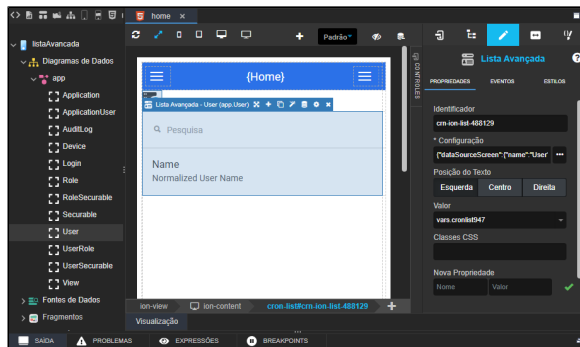 home ×
Padrão
listaAvancada
Diagramas de Dados
app
Application
ApplicationUser
AuditLog
Device
Login
Role
RoleSecurable
Securable
User
UserRole
UserSecurable
View
Fontes de Dados
Fragmentos
{Home}
Lista Avançada - User (app.User)
Pesquisa
Name
Normalized User Name
ion-view
ion-content
cron-list#crn-ion-list-488129
Visualização
CONTROLES
Lista Avançada
PROPRIEDADES EVENTOS ESTILOS
Identificador
crn-ion-list-488129
* Configuração
{"dataSourceScreen":{"name":"User"
Posição do Texto
Esquerda Centro Direita
Valor
vars.cronlist947
Classes CSS
Nova Propriedade
Nome Valor
SAÍDA PROBLEMAS EXPRESSÕES BREAKPOINTS